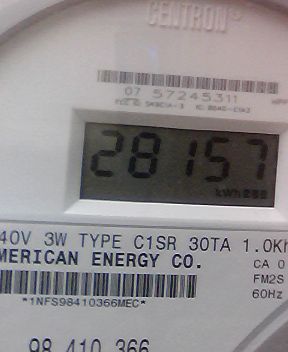 CENTRON®
07 57245311
28157
kWh
40V 3W TYPE C1SR 30TA 1.0Kh
MERICAN ENERGY CO.
CA 0
FM2S
60Hz
*1NFS98410366MEC*
98 410 366